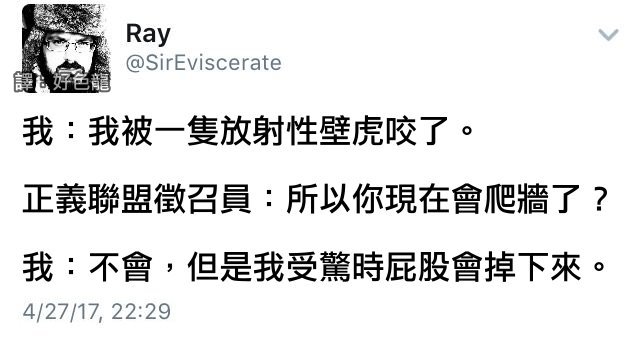 Ray
@SirEviscerate
譯：好色龍
我：我被一隻放射性壁虎咬了。
正義聯盟徵召員：所以你現在會爬牆了？
我：不會，但是我受驚時屁股會掉下來。
4/27/17, 22:29